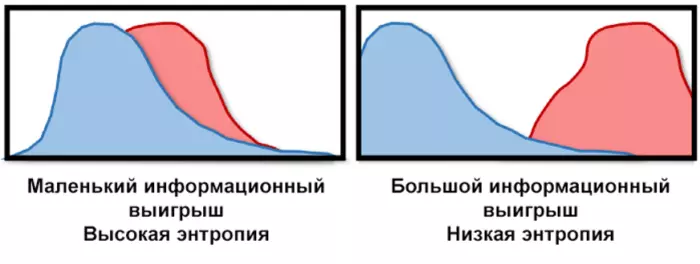 Маленький информационный
выигрыш
Высокая энтропия
Большой информационный
выигрыш
Низкая энтропия